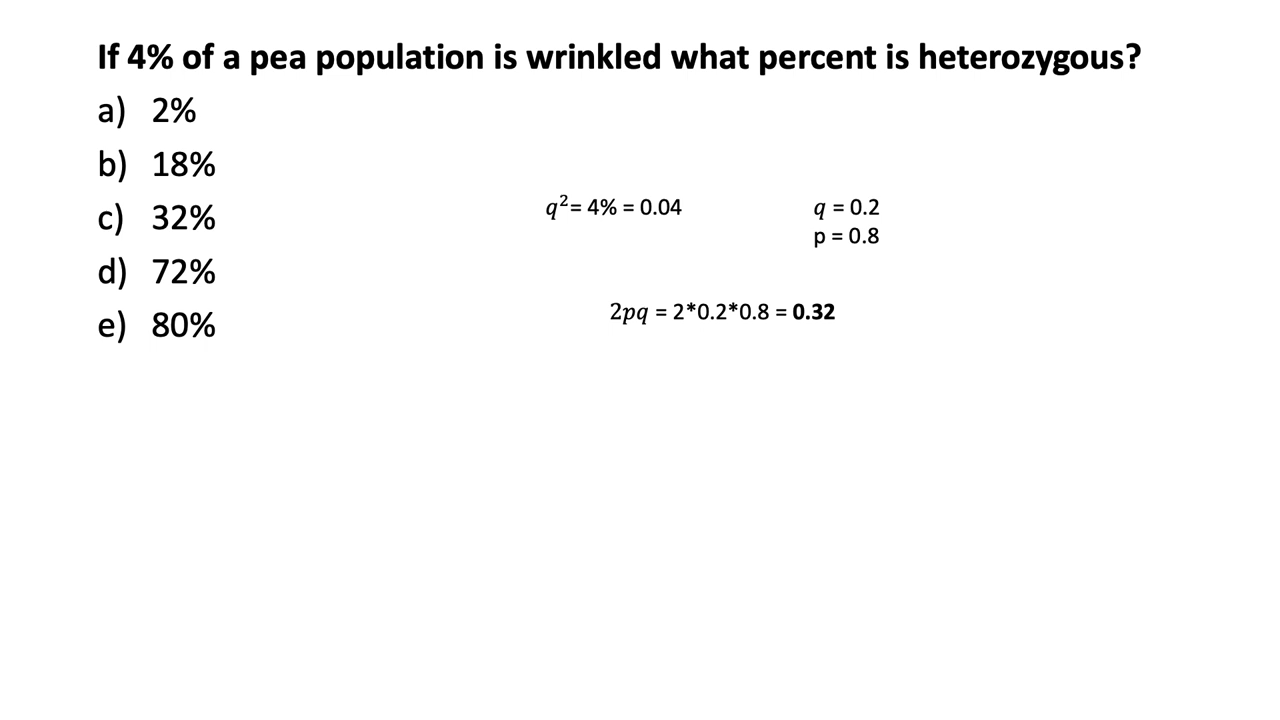 If 4% of a pea population is wrinkled what percent is heterozygous?
a) 2%
b) 18%
c) 32%
d) 72%
e) 80%
𝑞²= 4% = 0.04
𝑞 = 0.2
p = 0.8
2𝑝𝑞 = 2*0.2*0.8 = 0.32